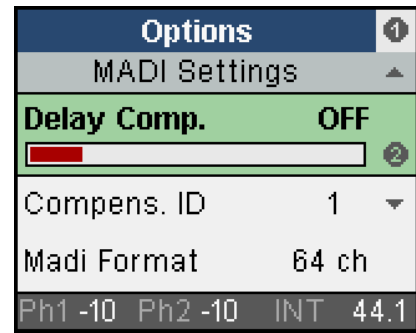 Options 1
MADI Settings
Delay Comp. OFF
2
Compens. ID 1
Madi Format 64 ch
Ph1 -10 Ph2 -10 INT 44.1